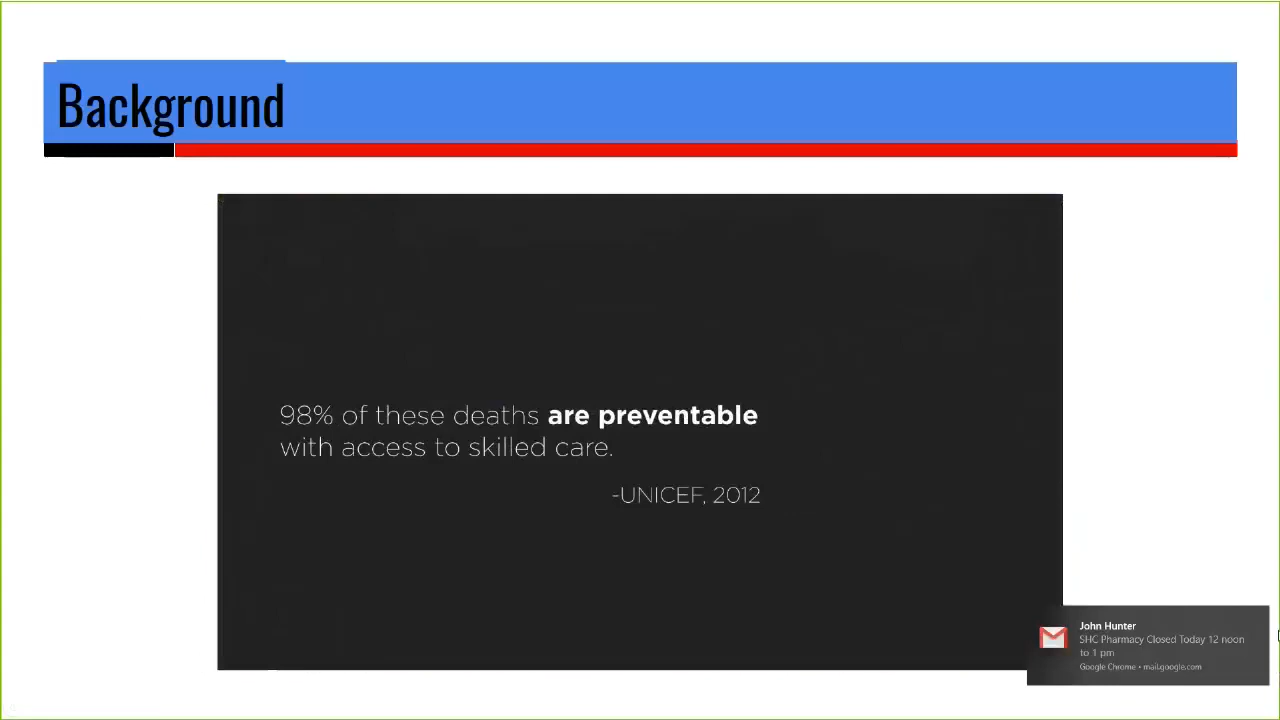 Background
98% of these deaths are preventable
with access to skilled care.
-UNICEF, 2012
John Hunter
SHC Pharmacy Closed Today 12 noon
to 1 pm
Google Chrome • mail.google.com